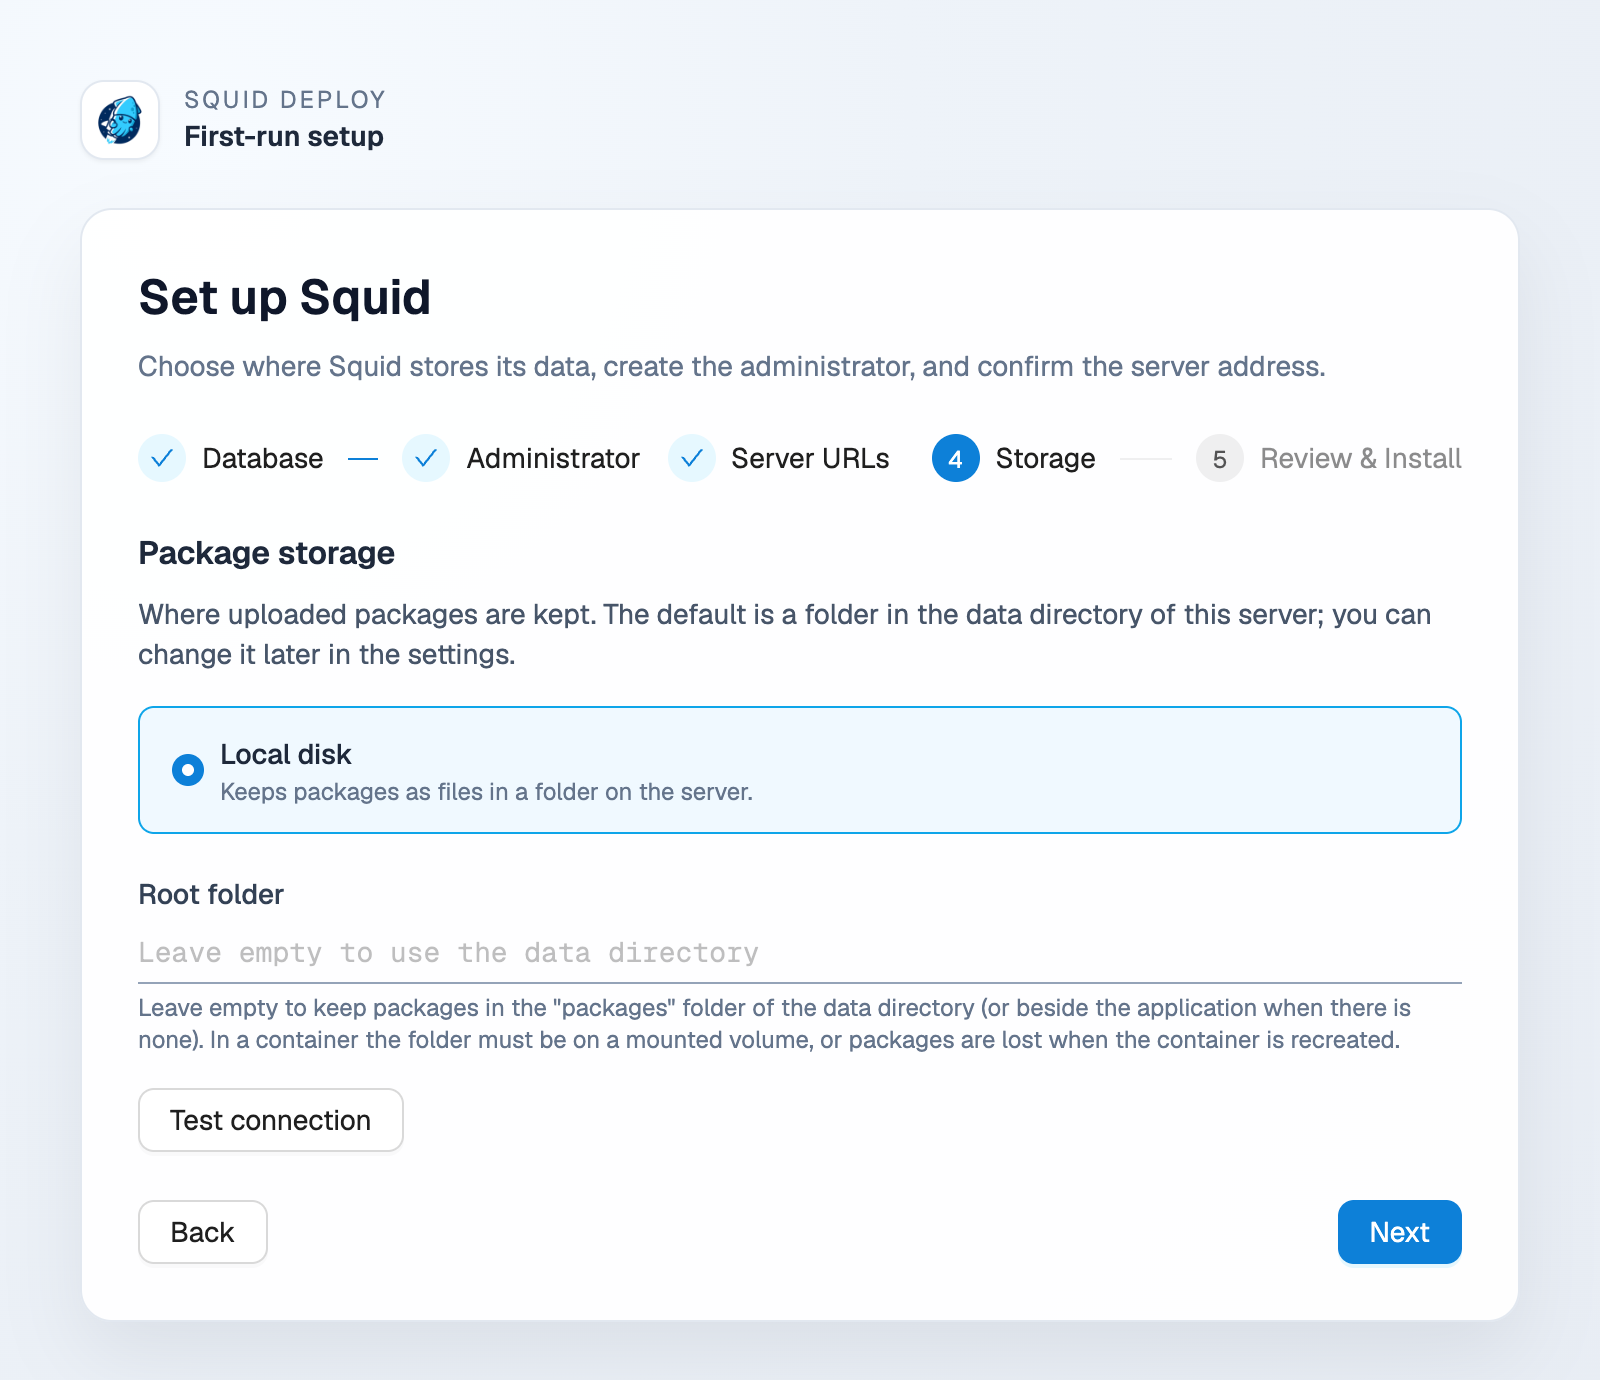 SQUID DEPLOY
First-run setup
Set up Squid
Choose where Squid stores its data, create the administrator, and confirm the server address.
Database
Administrator
Server URLs
4 Storage
5 Review & Install
Package storage
Where uploaded packages are kept. The default is a folder in the data directory of this server; you can
change it later in the settings.
Local disk
Keeps packages as files in a folder on the server.
Root folder
Leave empty to use the data directory
Leave empty to keep packages in the "packages" folder of the data directory (or beside the application when there is
none). In a container the folder must be on a mounted volume, or packages are lost when the container is recreated.
Test connection
Back
Next